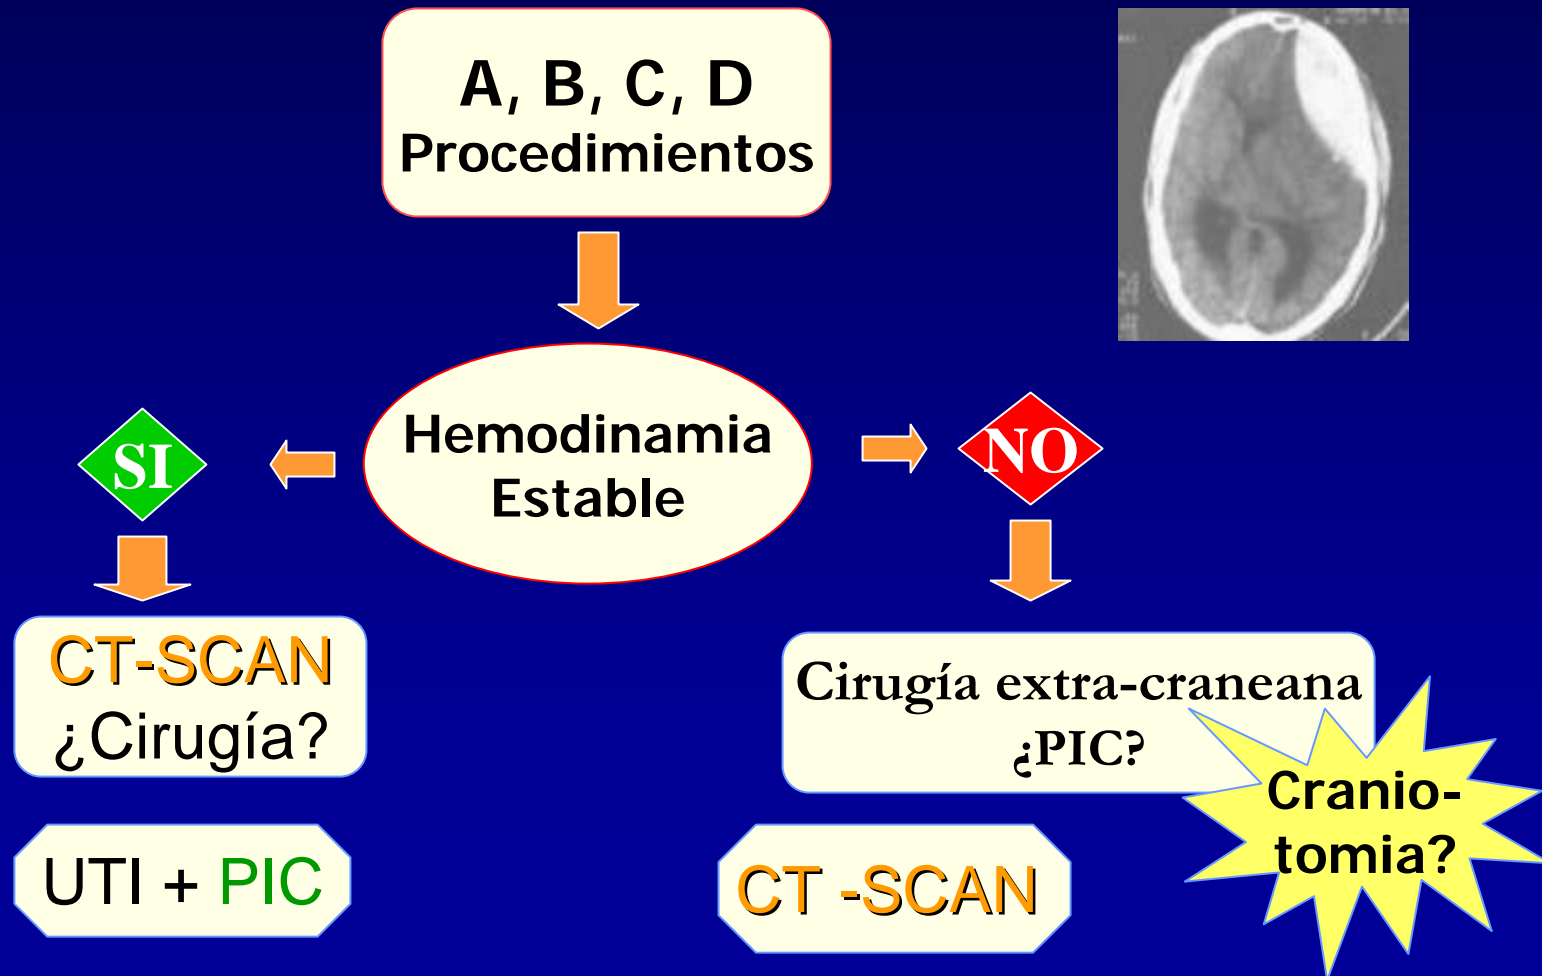 A, B, C, D
Procedimientos
Hemodinamia
Estable
SI
NO
CT-SCAN
¿Cirugía?
UTI + PIC
Cirugía extra-craneana
¿PIC?
Cranio-
tomia?
CT -SCAN